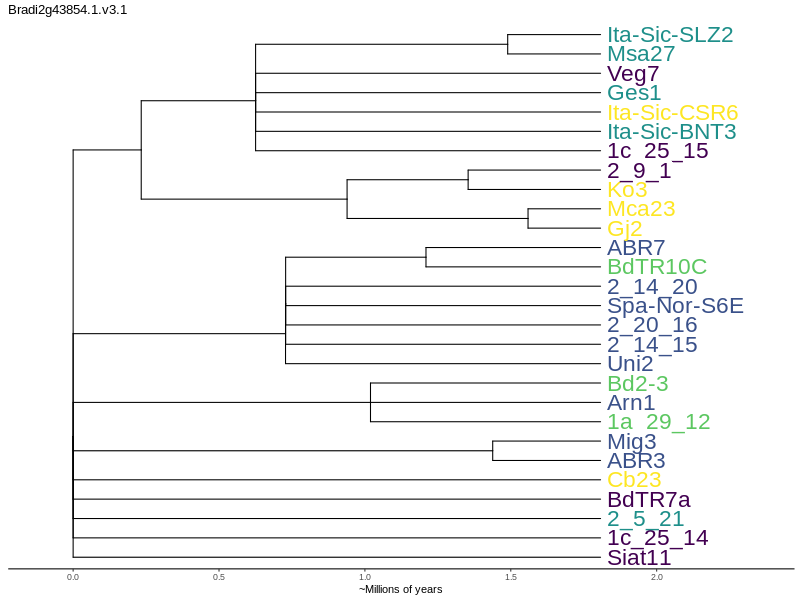 Bradi2g43854.1.v3.1
Ita-Sic-SLZ2
Msa27
Veg7
Ges1
Ita-Sic-CSR6
Ita-Sic-BNT3
1c_25_15
2_9_1
Ko3
Mca23
Gj2
ABR7
BdTR10C
2_14_20
Spa-Nor-S6E
2_20_16
2_14_15
Uni2
Bd2-3
Arn1
1a_29_12
Mig3
ABR3
Cb23
BdTR7a
2_5_21
1c_25_14
Siat11
0.0 0.5 1.0 1.5 2.0
~Millions of years